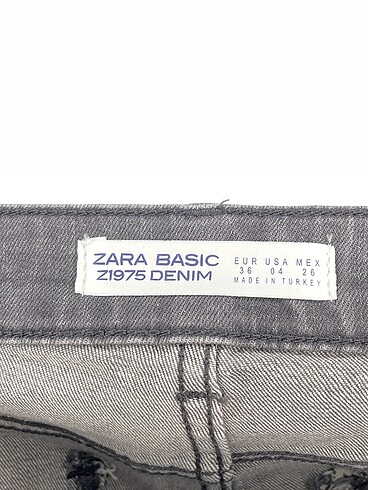 ZARA BASIC
Z1975 DENIM
EUR USA MEX
36 04 26
MADE IN TURKEY